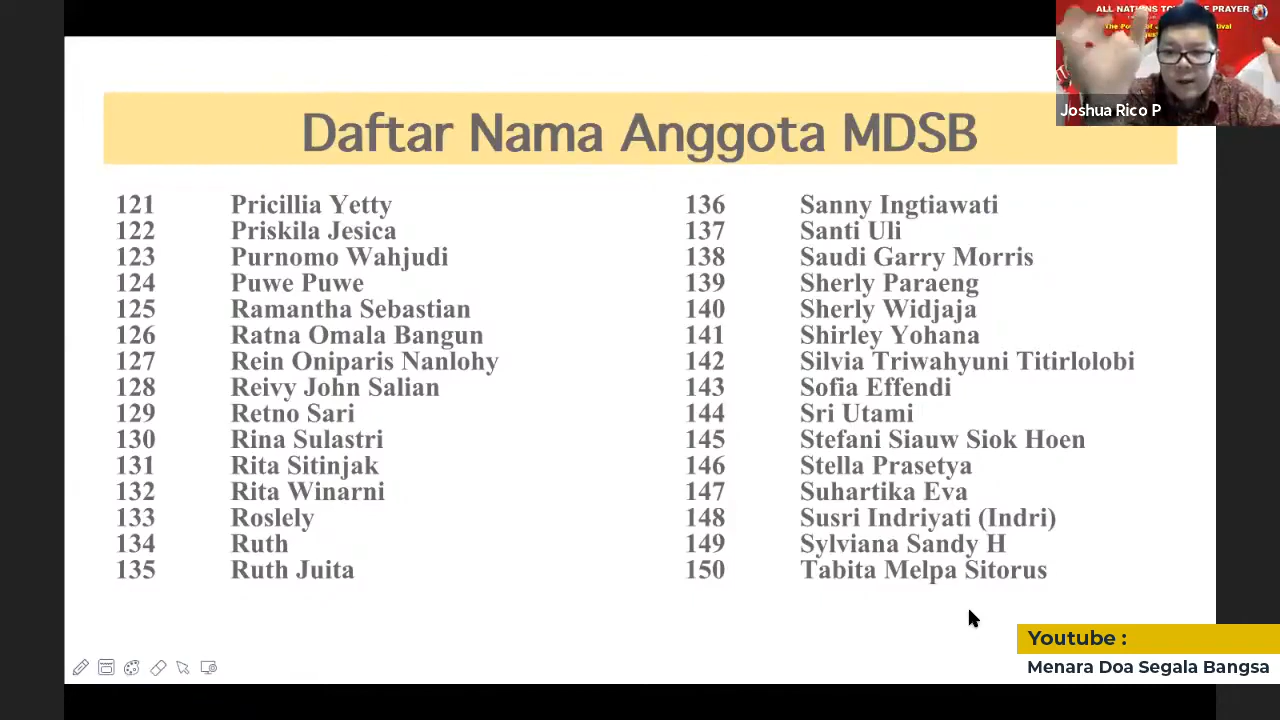 ALL NATIONS TO PRAYER
Joshua Rico P
Daftar Nama Anggota MDSB
121 Pricillia Yetty
122 Priskila Jesica
123 Purnomo Wahjudi
124 Puwe Puwe
125 Ramantha Sebastian
126 Ratna Omala Bangun
127 Rein Oniparis Nanlohy
128 Reivy John Salian
129 Retno Sari
130 Rina Sulastri
131 Rita Sitinjak
132 Rita Winarni
133 Roslely
134 Ruth
135 Ruth Juita
136 Sanny Ingtiawati
137 Santi Uli
138 Saudi Garry Morris
139 Sherly Paraeng
140 Sherly Widjaja
141 Shirley Yohana
142 Silvia Triwahyuni Titirlolobi
143 Sofia Effendi
144 Sri Utami
145 Stefani Siauw Siok Hoen
146 Stella Prasetya
147 Suhartika Eva
148 Susri Indriyati (Indri)
149 Sylviana Sandy H
150 Tabita Melpa Sitorus
Youtube :
Menara Doa Segala Bangsa